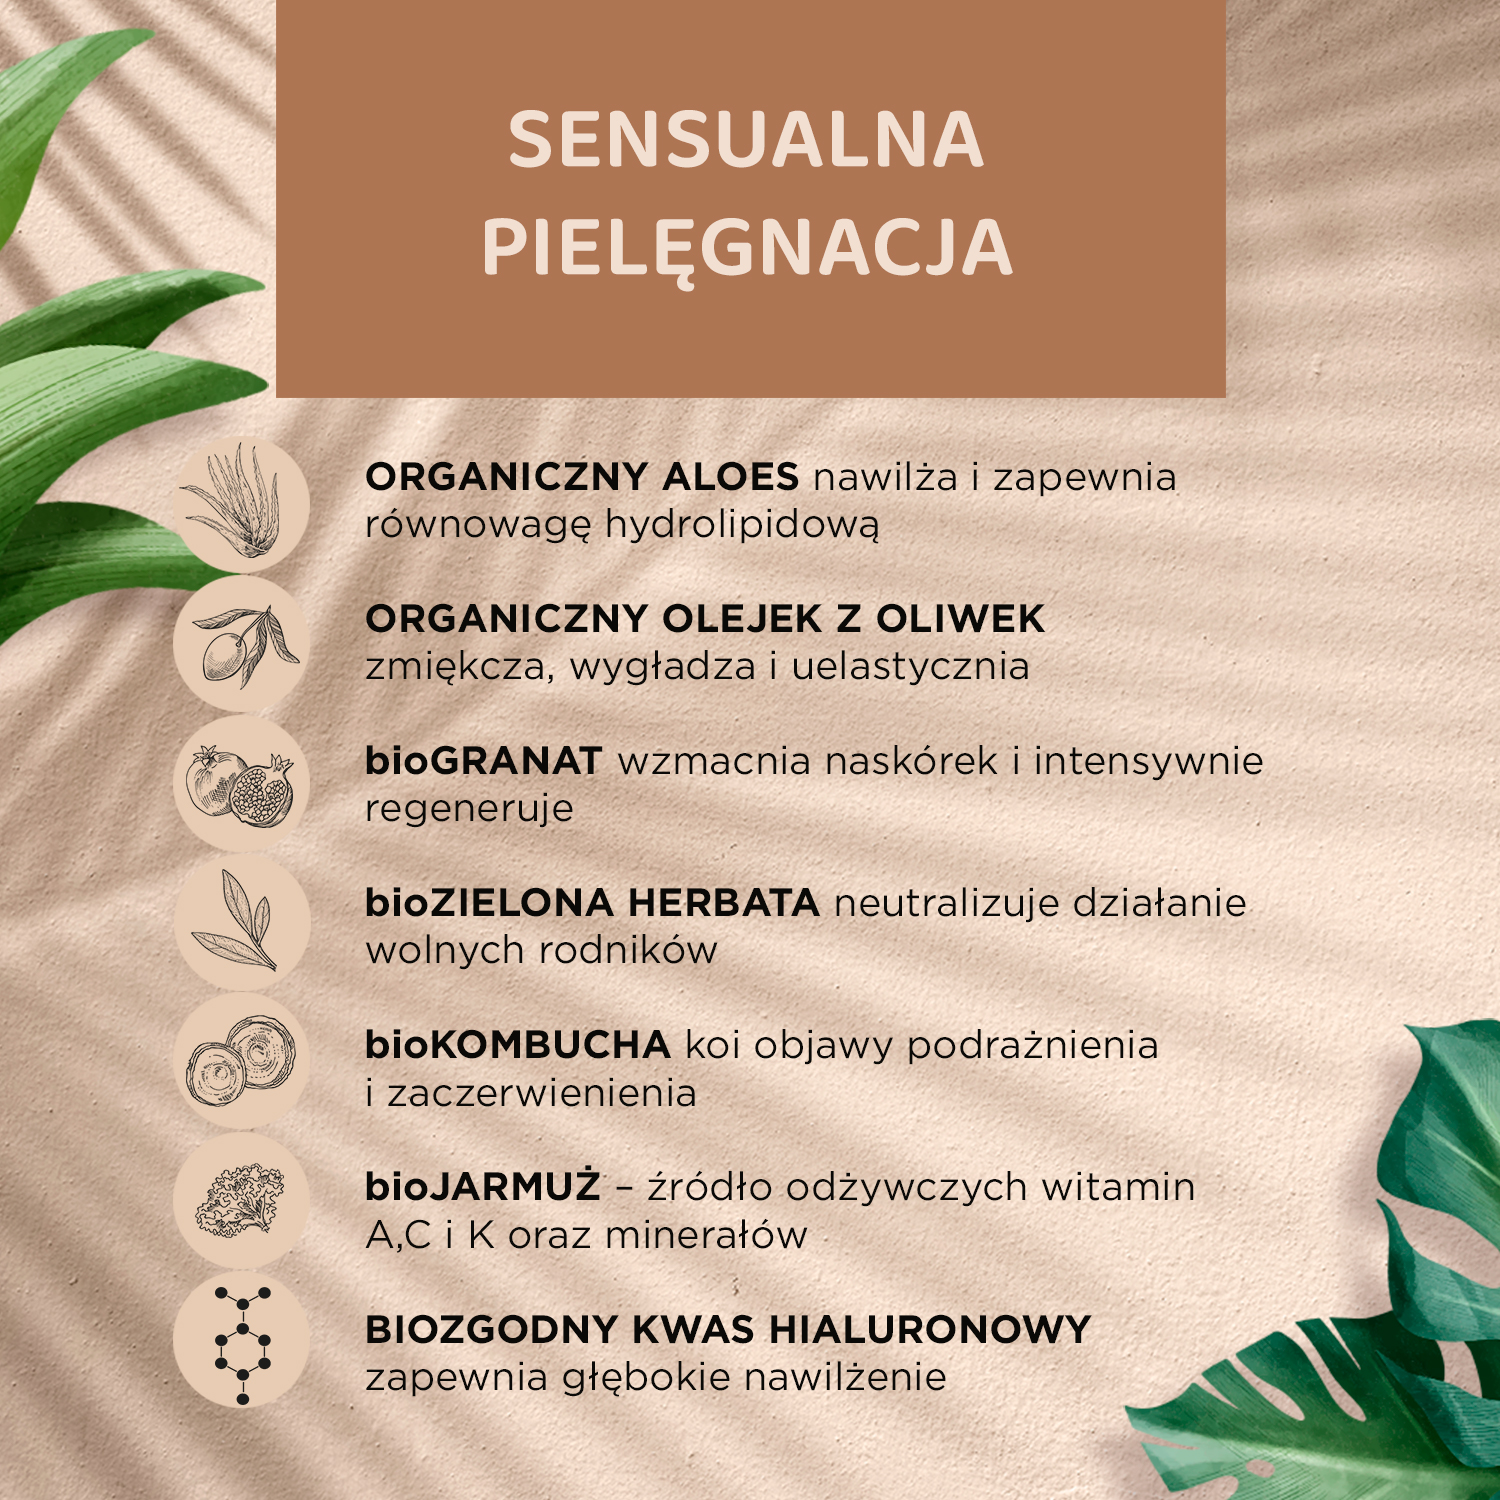 SENSUALNA
PIELĘGNACJA
ORGANICZNY ALOES nawilża i zapewnia
równowagę hydrolipidową
ORGANICZNY OLEJEK Z OLIWEK
zmiękcza, wygładza i uelastycznia
bioGRANAT wzmacnia naskórek i intensywnie
regeneruje
bioZIELONA HERBATA neutralizuje działanie
wolnych rodników
bioKOMBUCHA koi objawy podrażnienia
i zaczerwienienia
bioJARMUŻ – źródło odżywczych witamin
A,C i K oraz minerałów
BIOZGODNY KWAS HIALURONOWY
zapewnia głębokie nawilżenie